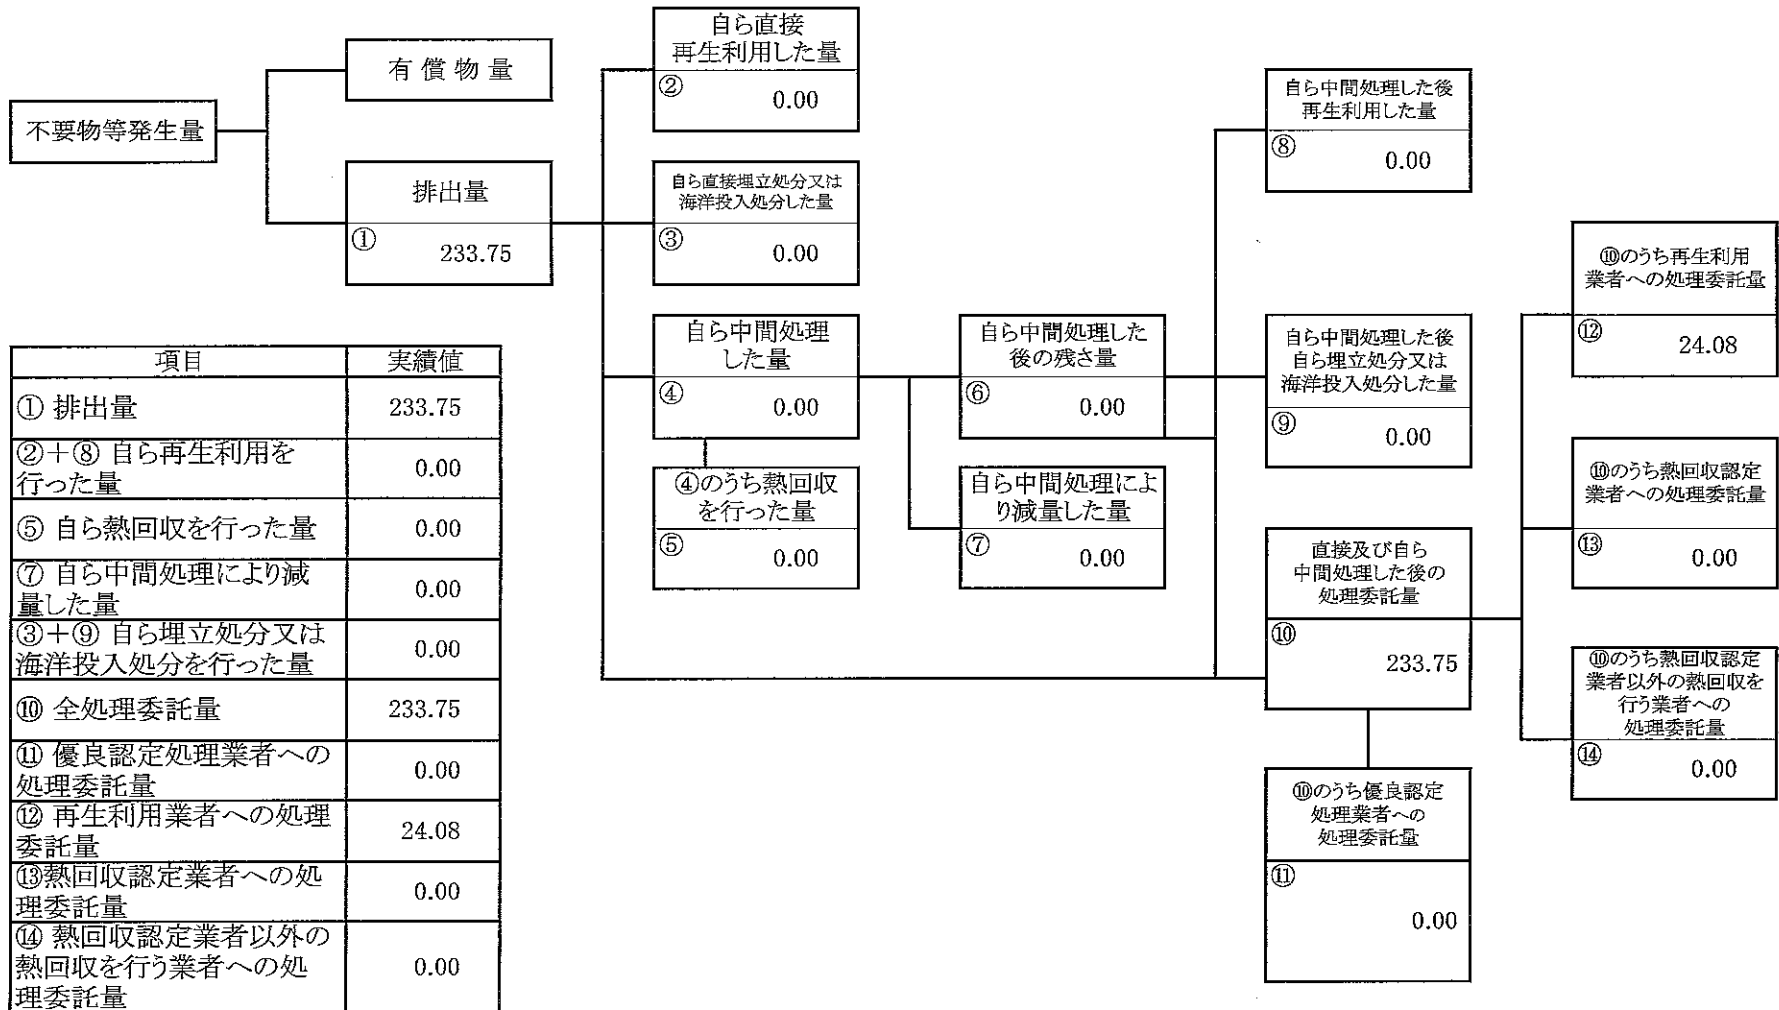 不要物等発生量
有償物量
排出量
① 233.75
自ら直接
再生利用した量
② 0.00
自ら直接埋立処分又は
海洋投入処分した量
③ 0.00
自ら中間処理
した量
④ 0.00
④のうち熱回収
を行った量
⑤ 0.00
自ら中間処理した
後の残さ量
⑥ 0.00
自ら中間処理によ
り減量した量
⑦ 0.00
自ら中間処理した後
再生利用した量
⑧ 0.00
自ら中間処理した後
自ら埋立処分又は
海洋投入処分した量
⑨ 0.00
直接及び自ら
中間処理した後の
処理委託量
⑩ 233.75
⑩のうち優良認定
処理業者への
処理委託量
⑪ 0.00
⑩のうち再生利用
業者への処理委託量
⑫ 24.08
⑩のうち熱回収認定
業者への処理委託量
⑬ 0.00
⑩のうち熱回収認定
業者以外の熱回収を
行う業者への
処理委託量
⑭ 0.00
項目 実績値
① 排出量 233.75
②＋⑧ 自ら再生利用を
行った量 0.00
⑤ 自ら熱回収を行った量 0.00
⑦ 自ら中間処理により減
量した量 0.00
③＋⑨ 自ら埋立処分又は
海洋投入処分を行った量 0.00
⑩ 全処理委託量 233.75
⑪ 優良認定処理業者への
処理委託量 0.00
⑫ 再生利用業者への処理
委託量 24.08
⑬熱回収認定業者への処
理委託量 0.00
⑭ 熱回収認定業者以外の
熱回収を行う業者への処
理委託量 0.00